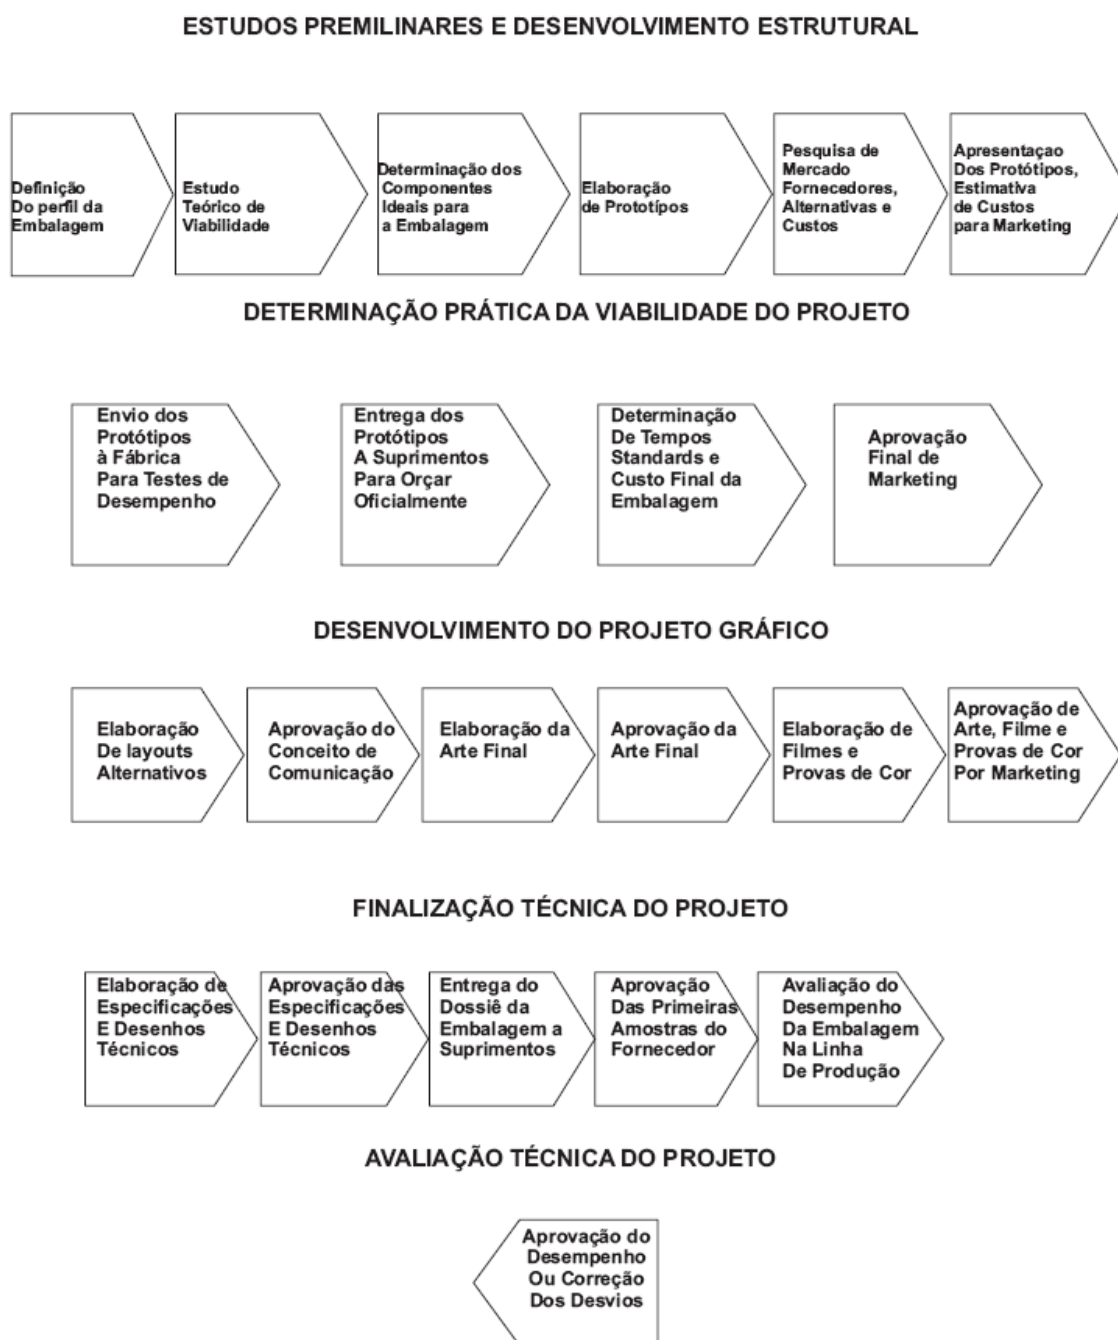 ESTUDOS PREMILINARES E DESENVOLVIMENTO ESTRUTURAL
Definição
Do perfil da
Embalagem
Estudo
Teórico de
Viabilidade
Determinação dos
Componentes
Ideais para
a Embalagem
Elaboração
de Prototípos
Pesquisa de
Mercado
Fornecedores,
Alternativas e
Custos
Apresentaçao
Dos Protótipos,
Estimativa
de Custos
para Marketing
DETERMINAÇÃO PRÁTICA DA VIABILIDADE DO PROJETO
Envio dos
Protótipos
à Fábrica
Para Testes de
Desempenho
Entrega dos
Protótipos
A Suprimentos
Para Orçar
Oficialmente
Determinação
De Tempos
Standards e
Custo Final da
Embalagem
Aprovação
Final de
Marketing
DESENVOLVIMENTO DO PROJETO GRÁFICO
Elaboração
De layouts
Alternativos
Aprovação do
Conceito de
Comunicação
Elaboração da
Arte Final
Aprovação da
Arte Final
Elaboração de
Filmes e
Provas de Cor
Aprovação de
Arte, Filme e
Provas de Cor
Por Marketing
FINALIZAÇÃO TÉCNICA DO PROJETO
Elaboração de
Especificações
E Desenhos
Técnicos
Aprovação das
Especificações
E Desenhos
Técnicos
Entrega do
Dossiê da
Embalagem a
Suprimentos
Aprovação
Das Primeiras
Amostras do
Fornecedor
Avaliação do
Desempenho
Da Embalagem
Na Linha
De Produção
AVALIAÇÃO TÉCNICA DO PROJETO
Aprovação do
Desempenho
Ou Correção
Dos Desvios